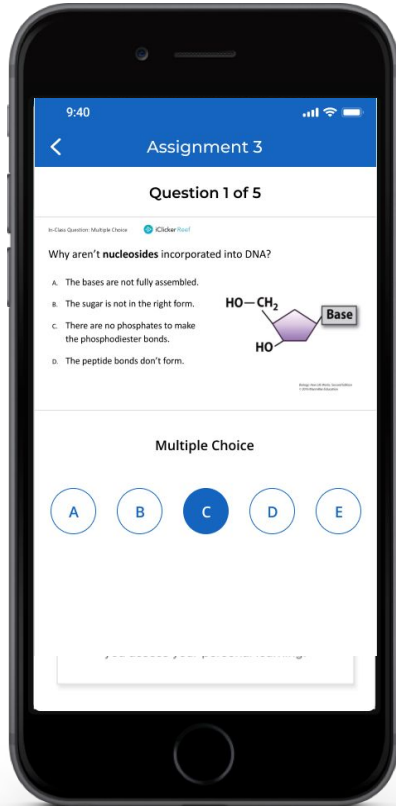 9:40
Assignment 3
Question 1 of 5
In-Class Question: Multiple Choice iClicker Reef
Why aren't nucleosides incorporated into DNA?
A. The bases are not fully assembled.
B. The sugar is not in the right form.
C. There are no phosphates to make
the phosphodiester bonds.
D. The peptide bonds don't form.
HO—CH2
Base
HO
Multiple Choice
A B C D E